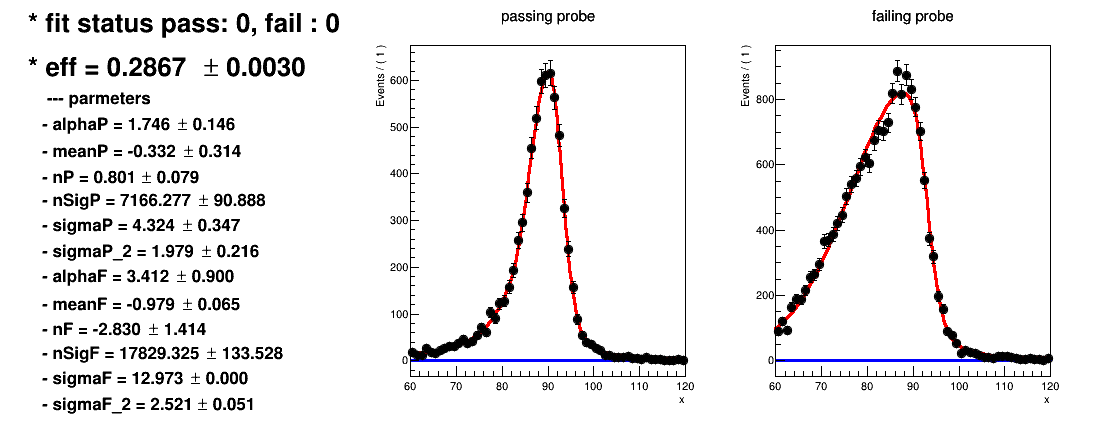 * fit status pass: 0, fail : 0
* eff = 0.2867 ± 0.0030
--- parmeters
- alphaP = 1.746 ± 0.146
- meanP = -0.332 ± 0.314
- nP = 0.801 ± 0.079
- nSigP = 7166.277 ± 90.888
- sigmaP = 4.324 ± 0.347
- sigmaP_2 = 1.979 ± 0.216
- alphaF = 3.412 ± 0.900
- meanF = -0.979 ± 0.065
- nF = -2.830 ± 1.414
- nSigF = 17829.325 ± 133.528
- sigmaF = 12.973 ± 0.000
- sigmaF_2 = 2.521 ± 0.051
passing probe
Events / ( 1 )
600
500
400
300
200
100
0
60 70 80 90 100 110 120
x
failing probe
Events / ( 1 )
800
600
400
200
0
60 70 80 90 100 110 120
x